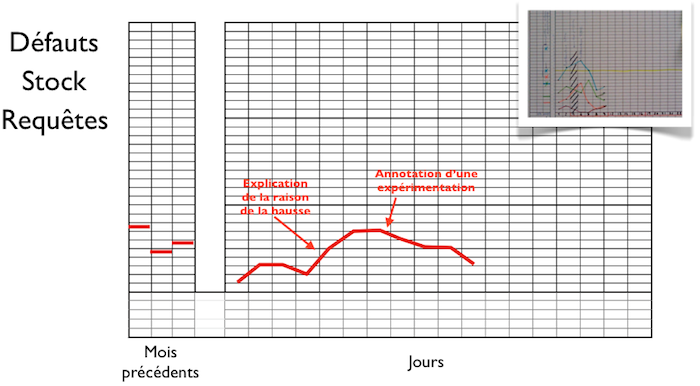 Défauts
Stock
Requêtes
Explication
de la raison
de la hausse
Annotation d'une
expérimentation
Mois
précédents
Jours